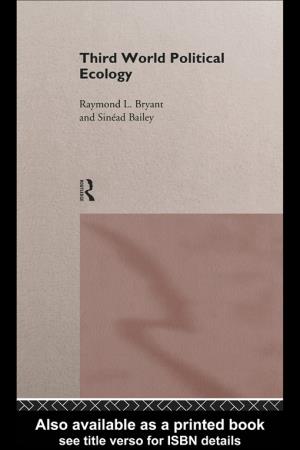 Third World Political
Ecology
Raymond L. Bryant
and Sinéad Bailey
ROUTLEDGE
Also available as a printed book
see title verso for ISBN details